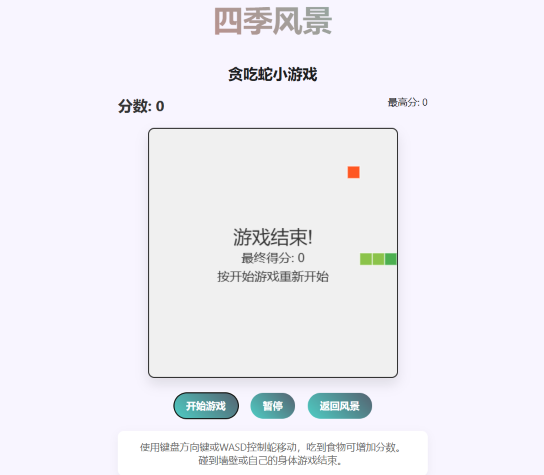 四季风景
贪吃蛇小游戏
分数: 0
最高分: 0
游戏结束!
最终得分: 0
按开始游戏重新开始
开始游戏
暂停
返回风景
使用键盘方向键或WASD控制蛇移动，吃到食物可增加分数。
碰到墙壁或自己的身体游戏结束。